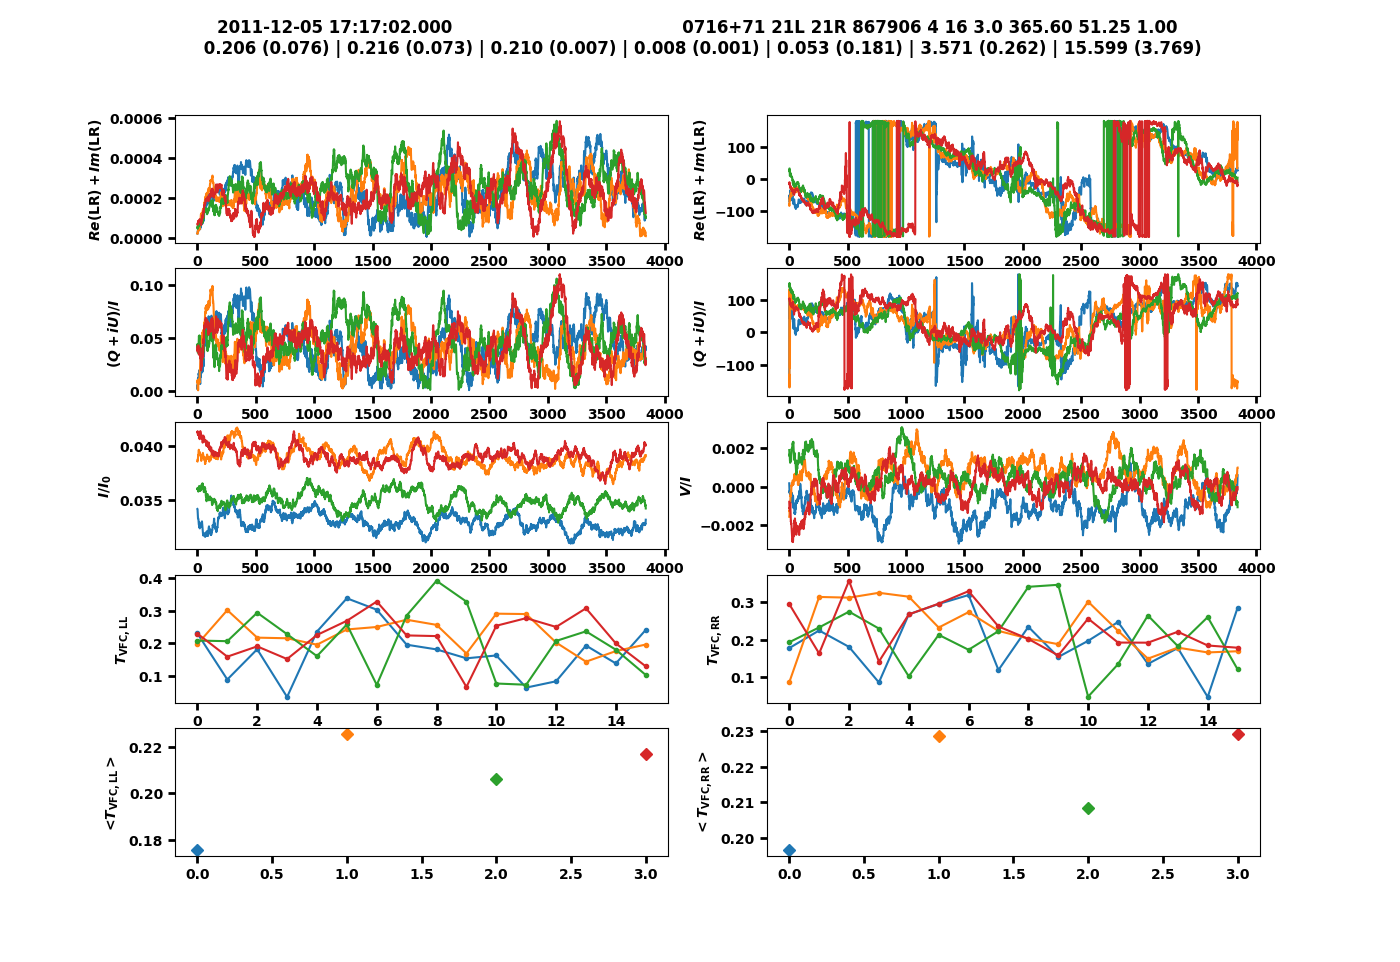 2011-12-05 17:17:02.000 0716+71 21L 21R 867906 4 16 3.0 365.60 51.25 1.00
0.206 (0.076) | 0.216 (0.073) | 0.210 (0.007) | 0.008 (0.001) | 0.053 (0.181) | 3.571 (0.262) | 15.599 (3.769)
Re(LR) + Im(LR)
0.0006
0.0004
0.0002
0.0000
0 500 1000 1500 2000 2500 3000 3500 4000
Re(LR) + Im(LR)
100
0
−100
0 500 1000 1500 2000 2500 3000 3500 4000
(Q + iU)/I
0.10
0.05
0.00
0 500 1000 1500 2000 2500 3000 3500 4000
(Q + iU)/I
100
0
−100
0 500 1000 1500 2000 2500 3000 3500 4000
I/I0
0.040
0.035
0 500 1000 1500 2000 2500 3000 3500 4000
V/I
0.002
0.000
−0.002
0 500 1000 1500 2000 2500 3000 3500 4000
TVFC, LL
0.4
0.3
0.2
0.1
0 2 4 6 8 10 12 14
TVFC, RR
0.3
0.2
0.1
0 2 4 6 8 10 12 14
<TVFC, LL>
0.22
0.20
0.18
0.0 0.5 1.0 1.5 2.0 2.5 3.0
< TVFC, RR >
0.23
0.22
0.21
0.20
0.0 0.5 1.0 1.5 2.0 2.5 3.0